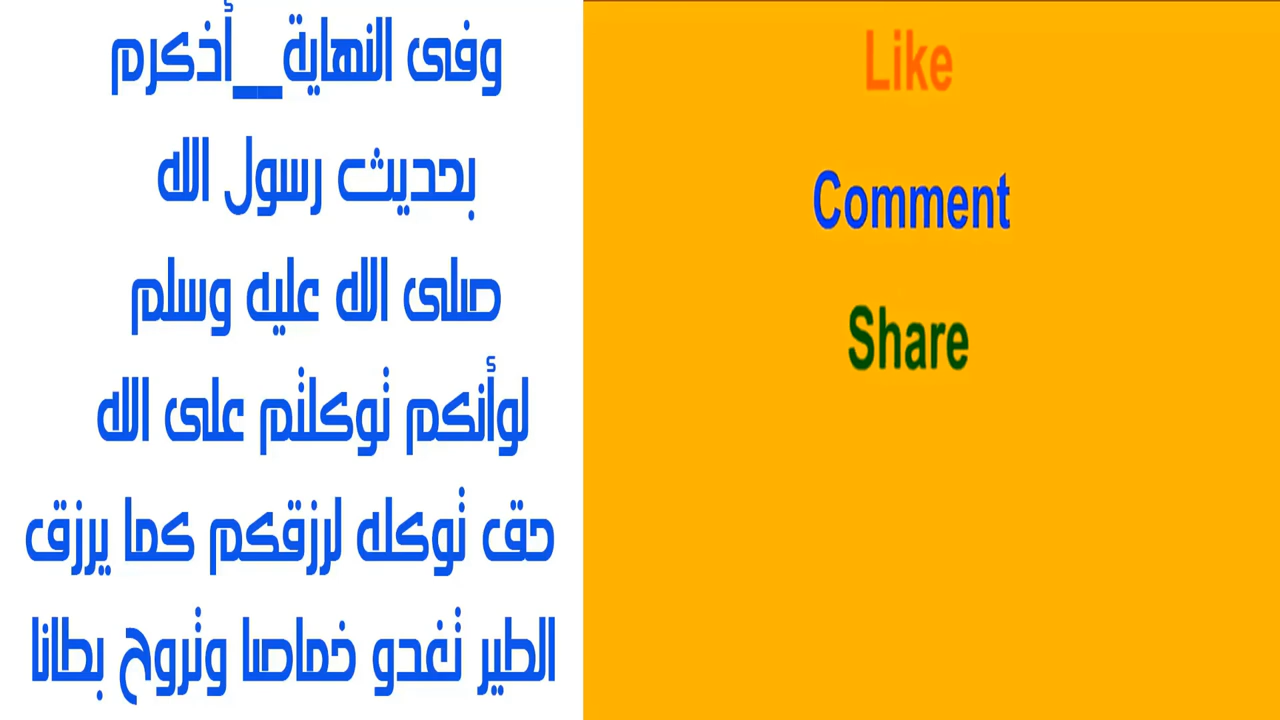 وفى النهاية__أذكرم
بحديث رسول الله
صلى الله عليه وسلم
لوأنكم توكلتم على الله
حق توكله لرزقكم كما يرزق
الطير تغدو خماصا وتروح بطانا
Like
Comment
Share